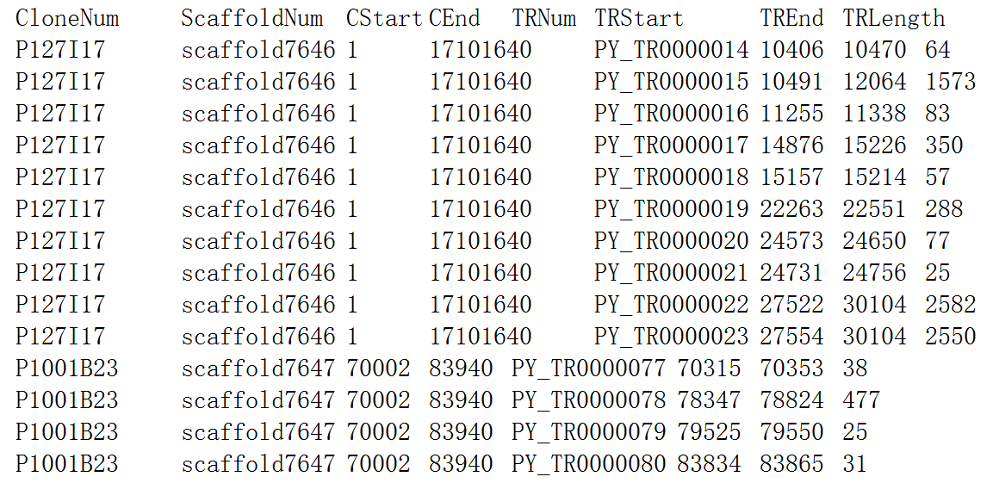 CloneNum ScaffoldNum CStart CEnd TRNum TRStart TREnd TRLength
P127I17 scaffold7646 1 17101640 PY_TR0000014 10406 10470 64
P127I17 scaffold7646 1 17101640 PY_TR0000015 10491 12064 1573
P127I17 scaffold7646 1 17101640 PY_TR0000016 11255 11338 83
P127I17 scaffold7646 1 17101640 PY_TR0000017 14876 15226 350
P127I17 scaffold7646 1 17101640 PY_TR0000018 15157 15214 57
P127I17 scaffold7646 1 17101640 PY_TR0000019 22263 22551 288
P127I17 scaffold7646 1 17101640 PY_TR0000020 24573 24650 77
P127I17 scaffold7646 1 17101640 PY_TR0000021 24731 24756 25
P127I17 scaffold7646 1 17101640 PY_TR0000022 27522 30104 2582
P127I17 scaffold7646 1 17101640 PY_TR0000023 27554 30104 2550
P1001B23 scaffold7647 70002 83940 PY_TR0000077 70315 70353 38
P1001B23 scaffold7647 70002 83940 PY_TR0000078 78347 78824 477
P1001B23 scaffold7647 70002 83940 PY_TR0000079 79525 79550 25
P1001B23 scaffold7647 70002 83940 PY_TR0000080 83834 83865 31